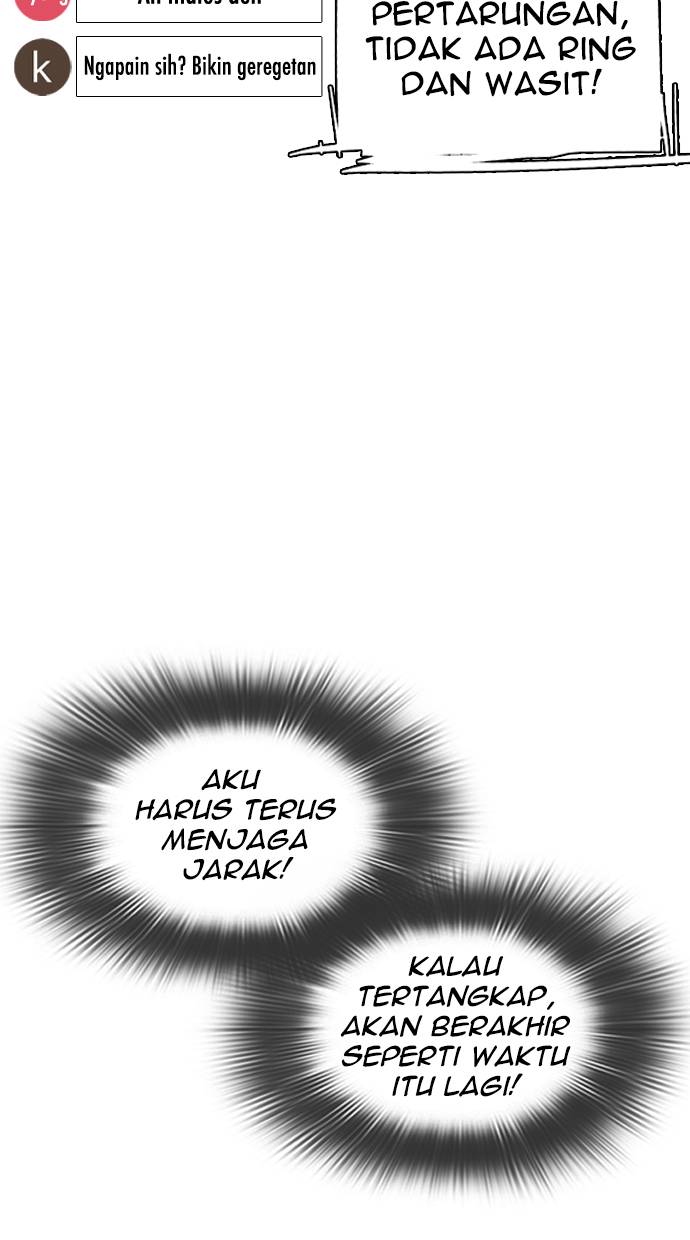 Ngapain sih? Bikin geregetan
PERTARUNGAN,
TIDAK ADA RING
DAN WASIT!
AKU
HARUS TERUS
MENJAGA
JARAK!
KALAU
TERTANGKAP,
AKAN BERAKHIR
SEPERTI WAKTU
ITU LAGI!
k